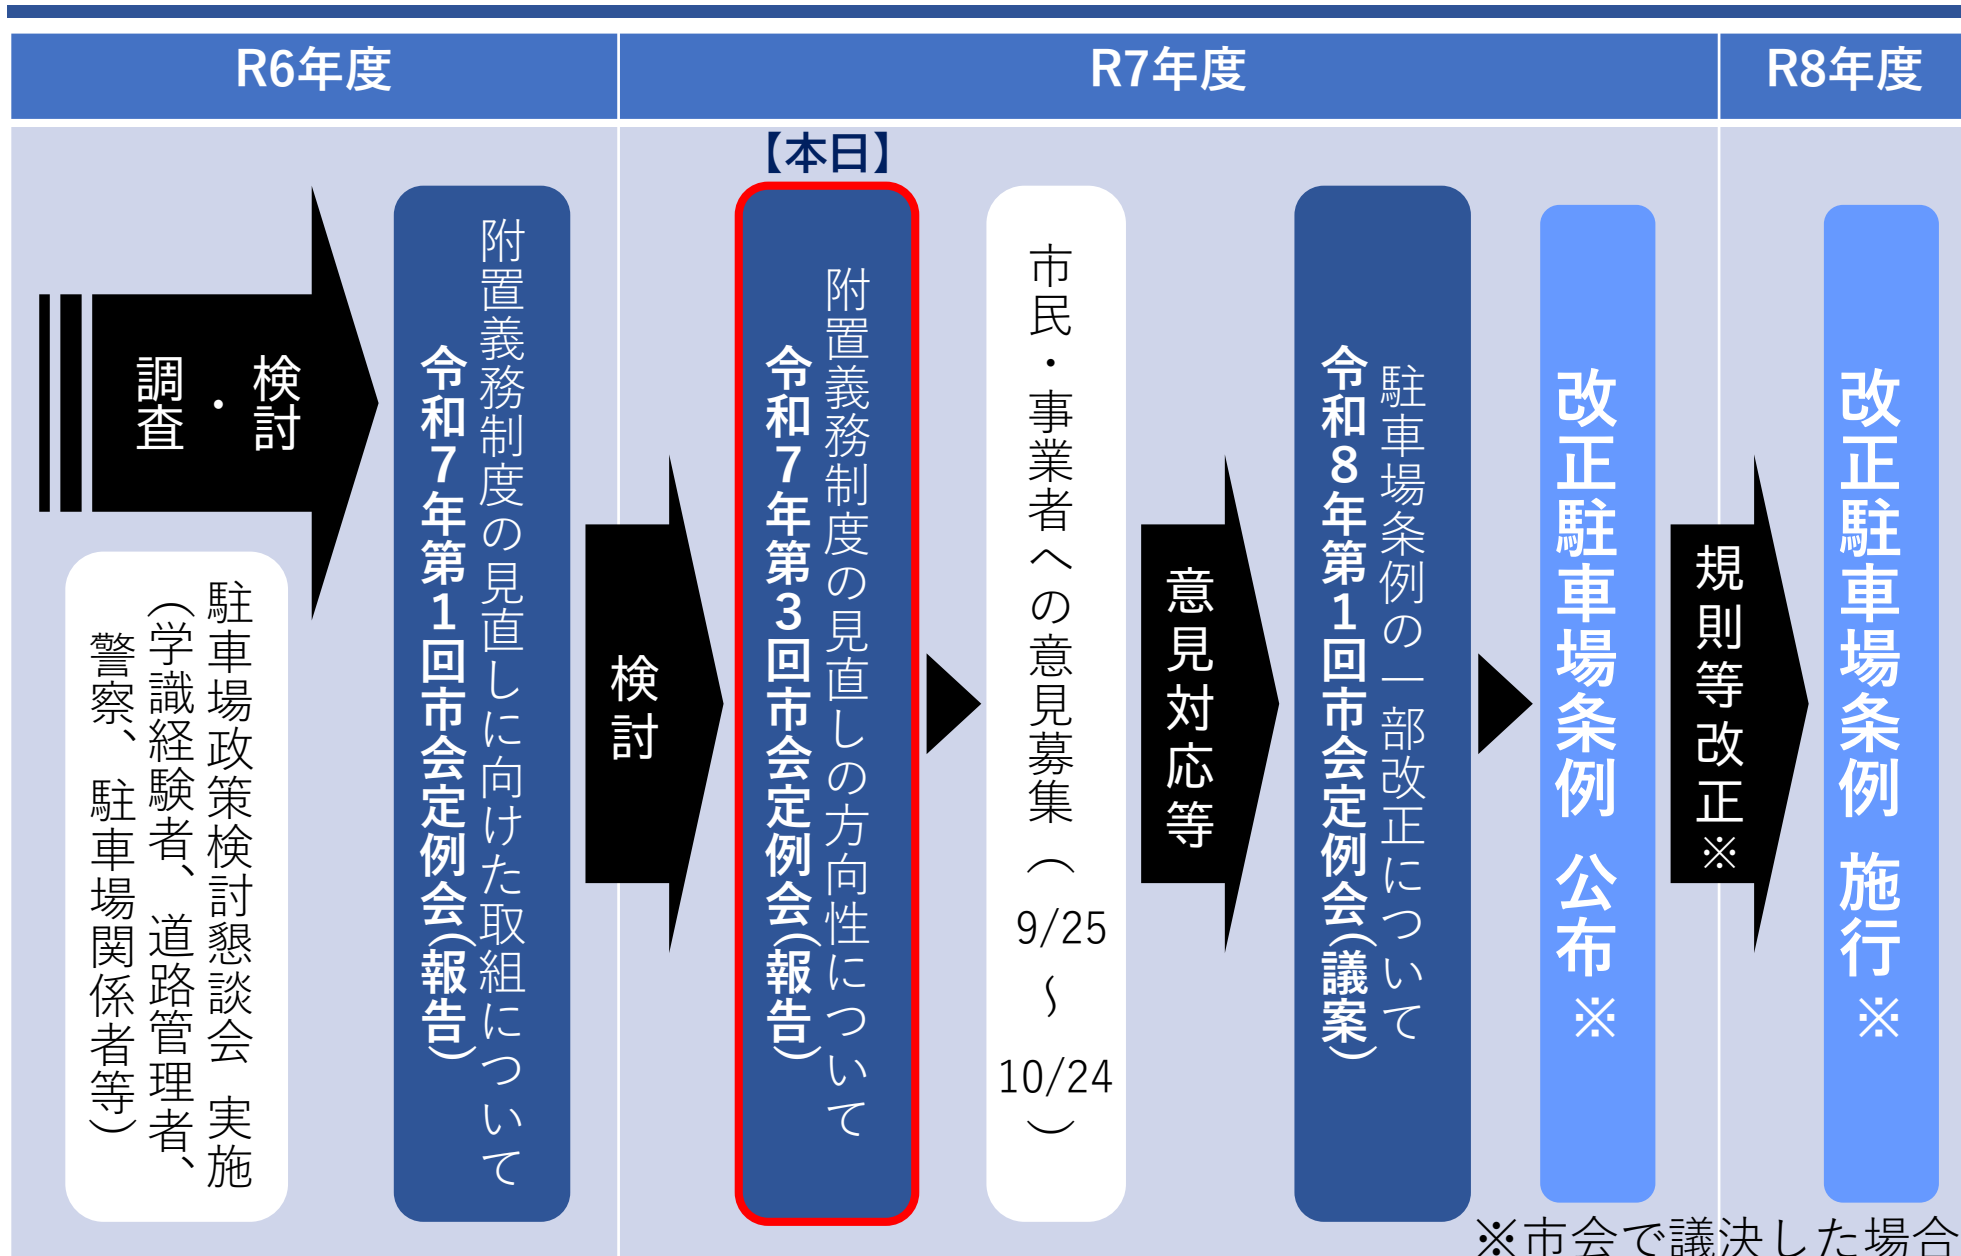 R6年度
R7年度
R8年度
【本日】
調査
・
検討
駐車場政策検討懇談会 実施
（学識経験者、道路管理者、
警察、駐車場関係者等）
附置義務制度の見直しに向けた取組について
令和7年第1回市会定例会（報告）
検討
附置義務制度の見直しの方向性について
令和7年第3回市会定例会（報告）
市民・事業者への意見募集（9/25～10/24）
意見対応等
駐車場条例の一部改正について
令和8年第1回市会定例会（議案）
改正駐車場条例 公布※
規則等改正※
改正駐車場条例 施行※
※市会で議決した場合